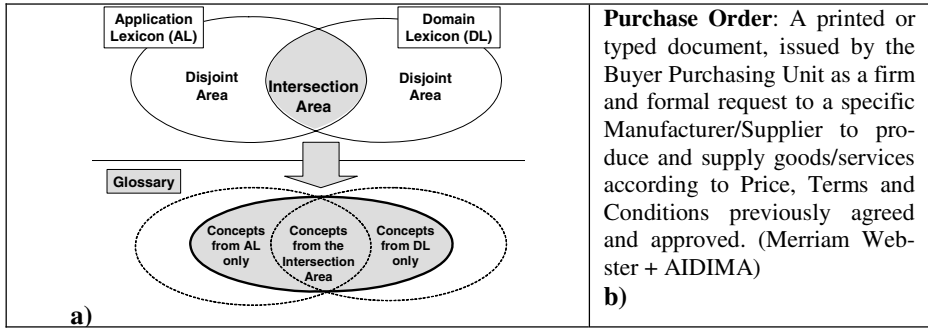 Application
Lexicon (AL)
Domain
Lexicon (DL)
Disjoint
Area
Intersection
Area
Disjoint
Area
Glossary
Concepts
from AL
only
Concepts
from the
Intersection
Area
Concepts
from DL
only
a)
Purchase Order: A printed or
typed document, issued by the
Buyer Purchasing Unit as a firm
and formal request to a specific
Manufacturer/Supplier to pro-
duce and supply goods/services
according to Price, Terms and
Conditions previously agreed
and approved. (Merriam Web-
ster + AIDIMA)
b)